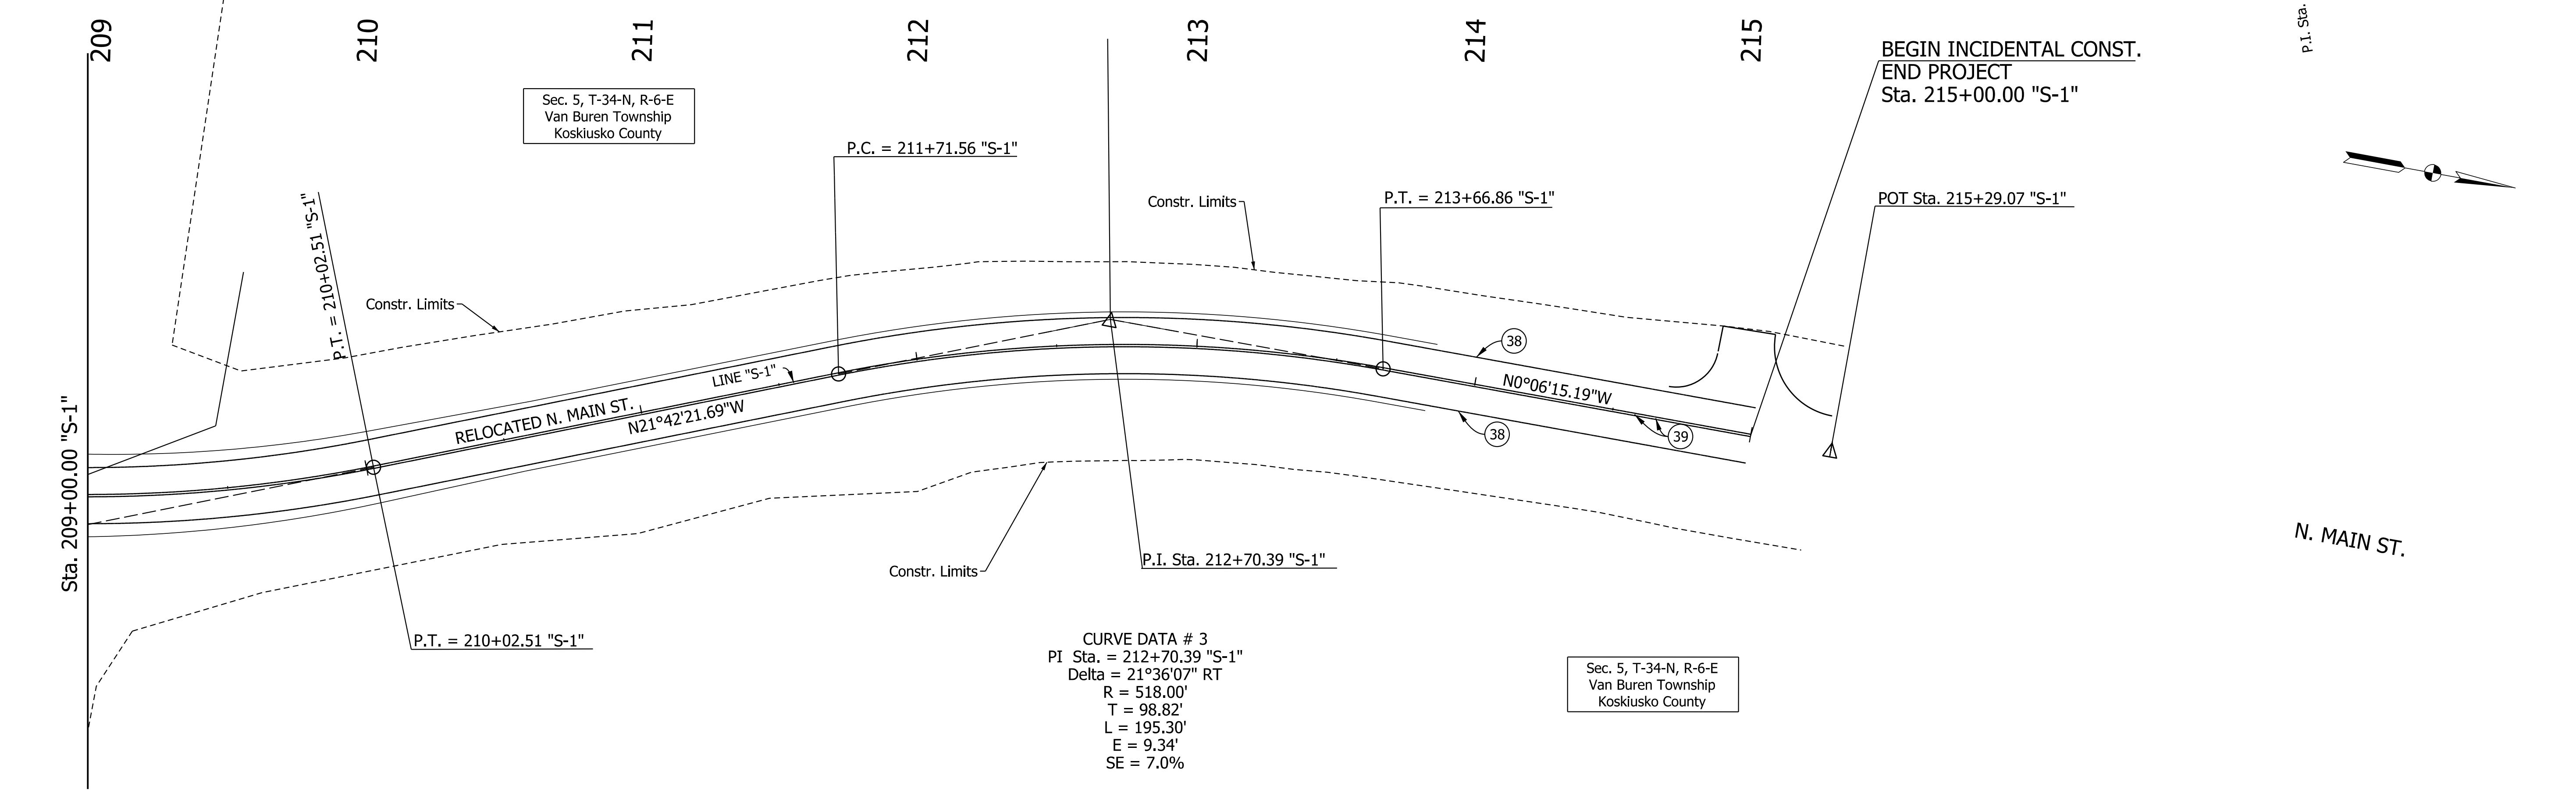 209
210
211
212
213
214
215
P.I. Sta.
BEGIN INCIDENTAL CONST.
END PROJECT
Sta. 215+00.00 "S-1"
Sec. 5, T-34-N, R-6-E
Van Buren Township
Koskiusko County
P.C. = 211+71.56 "S-1"
Constr. Limits
P.T. = 213+66.86 "S-1"
POT Sta. 215+29.07 "S-1"
P.T. = 210+02.51 "S-1"
Constr. Limits
38
LINE "S-1"
N0°06'15.19"W
RELOCATED N. MAIN ST.
N21°42'21.69"W
38
39
Sta. 209+00.00 "S-1"
N. MAIN ST.
Constr. Limits
P.I. Sta. 212+70.39 "S-1"
P.T. = 210+02.51 "S-1"
CURVE DATA # 3
PI Sta. = 212+70.39 "S-1"
Delta = 21°36'07" RT
R = 518.00'
T = 98.82'
L = 195.30'
E = 9.34'
SE = 7.0%
Sec. 5, T-34-N, R-6-E
Van Buren Township
Koskiusko County